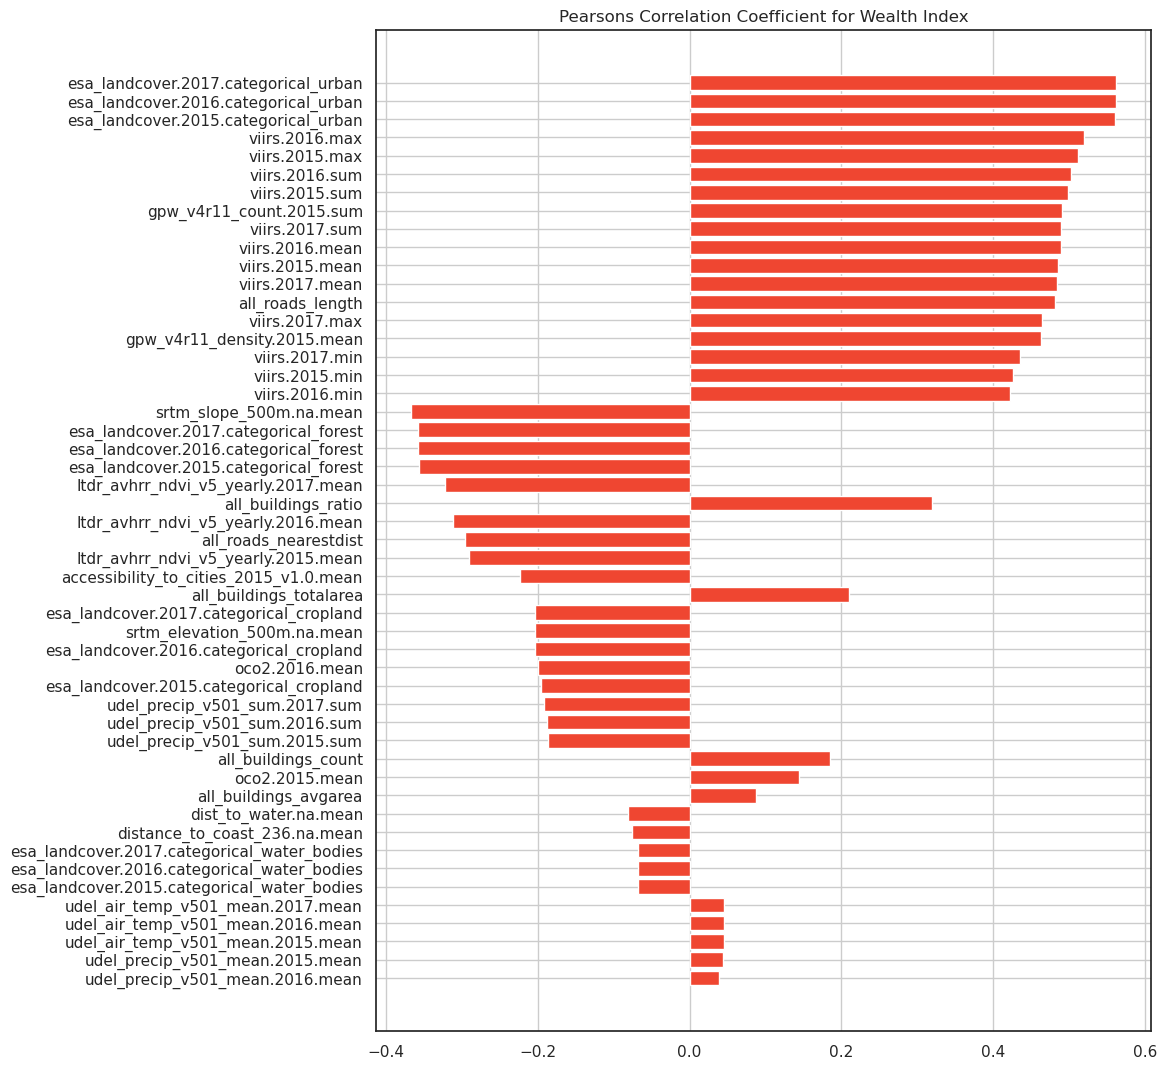 Pearsons Correlation Coefficient for Wealth Index
esa_landcover.2017.categorical_urban
esa_landcover.2016.categorical_urban
esa_landcover.2015.categorical_urban
viirs.2016.max
viirs.2015.max
viirs.2016.sum
viirs.2015.sum
gpw_v4r11_count.2015.sum
viirs.2017.sum
viirs.2016.mean
viirs.2015.mean
viirs.2017.mean
all_roads_length
viirs.2017.max
gpw_v4r11_density.2015.mean
viirs.2017.min
viirs.2015.min
viirs.2016.min
srtm_slope_500m.na.mean
esa_landcover.2017.categorical_forest
esa_landcover.2016.categorical_forest
esa_landcover.2015.categorical_forest
ltdr_avhrr_ndvi_v5_yearly.2017.mean
all_buildings_ratio
ltdr_avhrr_ndvi_v5_yearly.2016.mean
all_roads_nearestdist
ltdr_avhrr_ndvi_v5_yearly.2015.mean
accessibility_to_cities_2015_v1.0.mean
all_buildings_totalarea
esa_landcover.2017.categorical_cropland
srtm_elevation_500m.na.mean
esa_landcover.2016.categorical_cropland
oco2.2016.mean
esa_landcover.2015.categorical_cropland
udel_precip_v501_sum.2017.sum
udel_precip_v501_sum.2016.sum
udel_precip_v501_sum.2015.sum
all_buildings_count
oco2.2015.mean
all_buildings_avgarea
dist_to_water.na.mean
distance_to_coast_236.na.mean
esa_landcover.2017.categorical_water_bodies
esa_landcover.2016.categorical_water_bodies
esa_landcover.2015.categorical_water_bodies
udel_air_temp_v501_mean.2017.mean
udel_air_temp_v501_mean.2016.mean
udel_air_temp_v501_mean.2015.mean
udel_precip_v501_mean.2015.mean
udel_precip_v501_mean.2016.mean
−0.4 −0.2 0.0 0.2 0.4 0.6